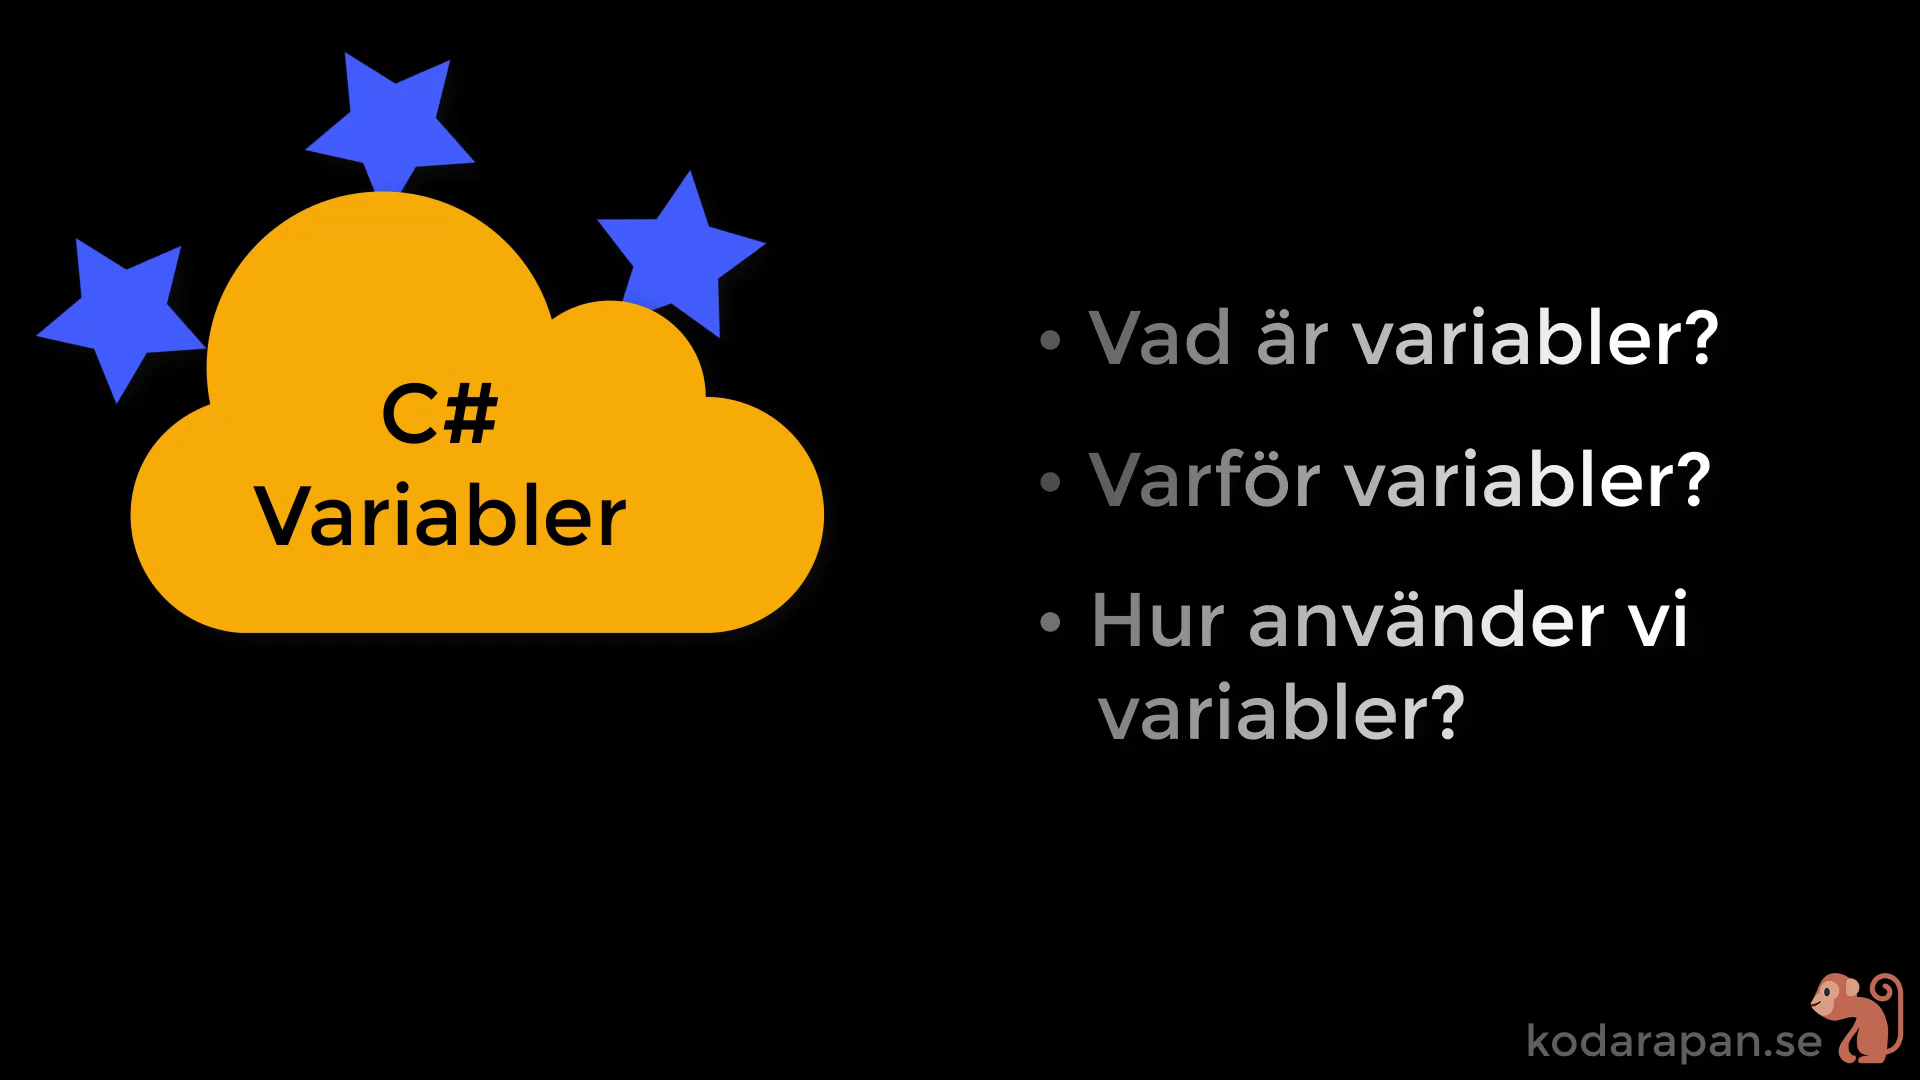 C#
Variabler
• Vad är variabler?
• Varför variabler?
• Hur använder vi
variabler?
kodarapan.se